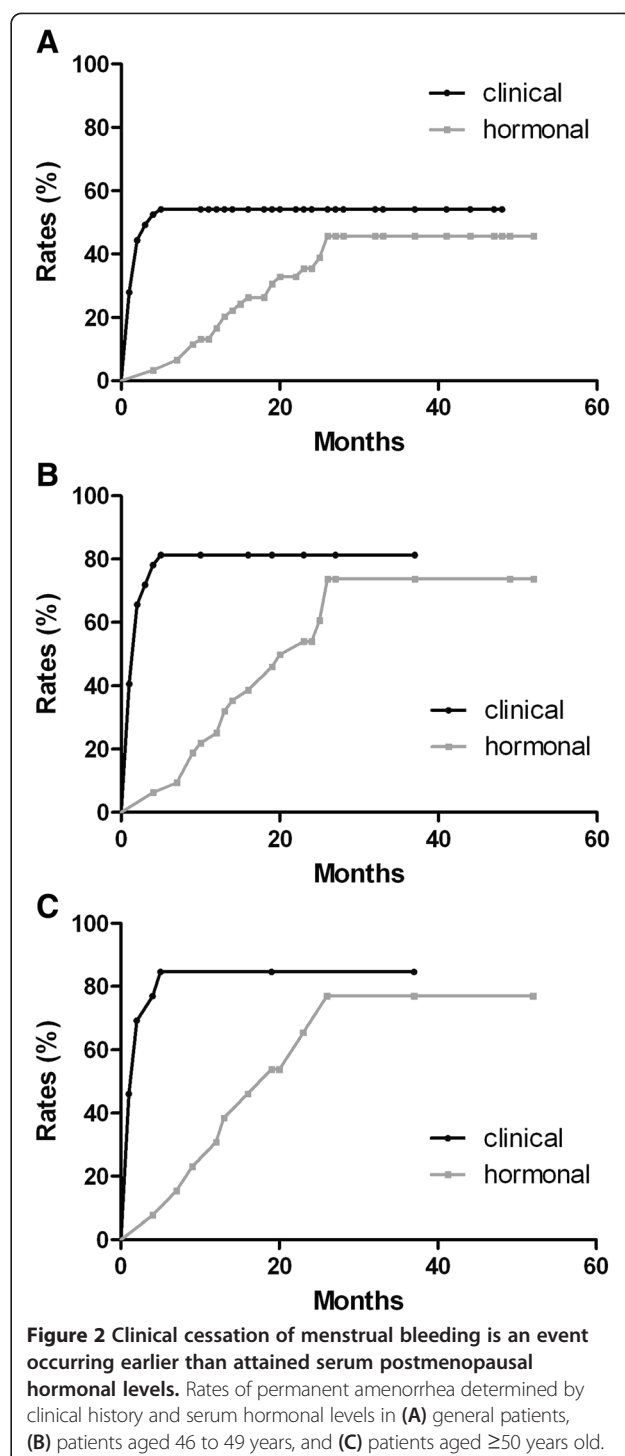 A
100
80
60
40
20
0
Rates (%)
clinical
hormonal
0 20 40 60
Months
B
100
80
60
40
20
0
Rates (%)
clinical
hormonal
0 20 40 60
Months
C
100
80
60
40
20
0
Rates (%)
clinical
hormonal
0 20 40 60
Months
Figure 2 Clinical cessation of menstrual bleeding is an event
occurring earlier than attained serum postmenopausal
hormonal levels. Rates of permanent amenorrhea determined by
clinical history and serum hormonal levels in (A) general patients,
(B) patients aged 46 to 49 years, and (C) patients aged ≥50 years old.